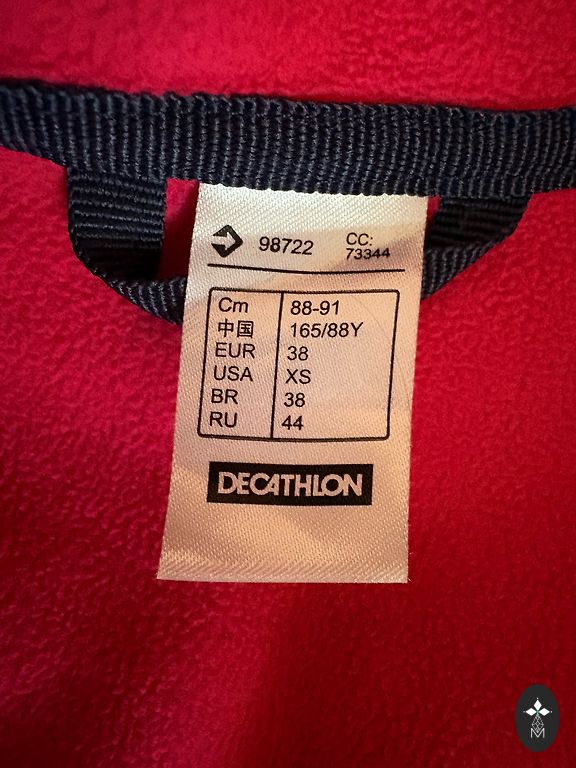 98722 CC:
73344
Cm 88-91
中国 165/88Y
EUR 38
USA XS
BR 38
RU 44
DECATHLON
M